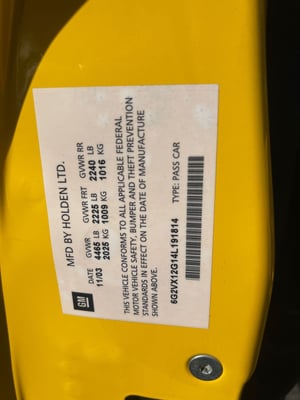 MFD BY HOLDEN LTD.
DATE GVWR GVWR FRT GVWR RR
11/03 4465 LB 2225 LB 2240 LB
2025 KG 1009 KG 1016 KG
THIS VEHICLE CONFORMS TO ALL APPLICABLE FEDERAL
MOTOR VEHICLE SAFETY, BUMPER AND THEFT PREVENTION
STANDARDS IN EFFECT ON THE DATE OF MANUFACTURE
SHOWN ABOVE.
6G2VX12G14L191814 TYPE: PASS CAR
GM